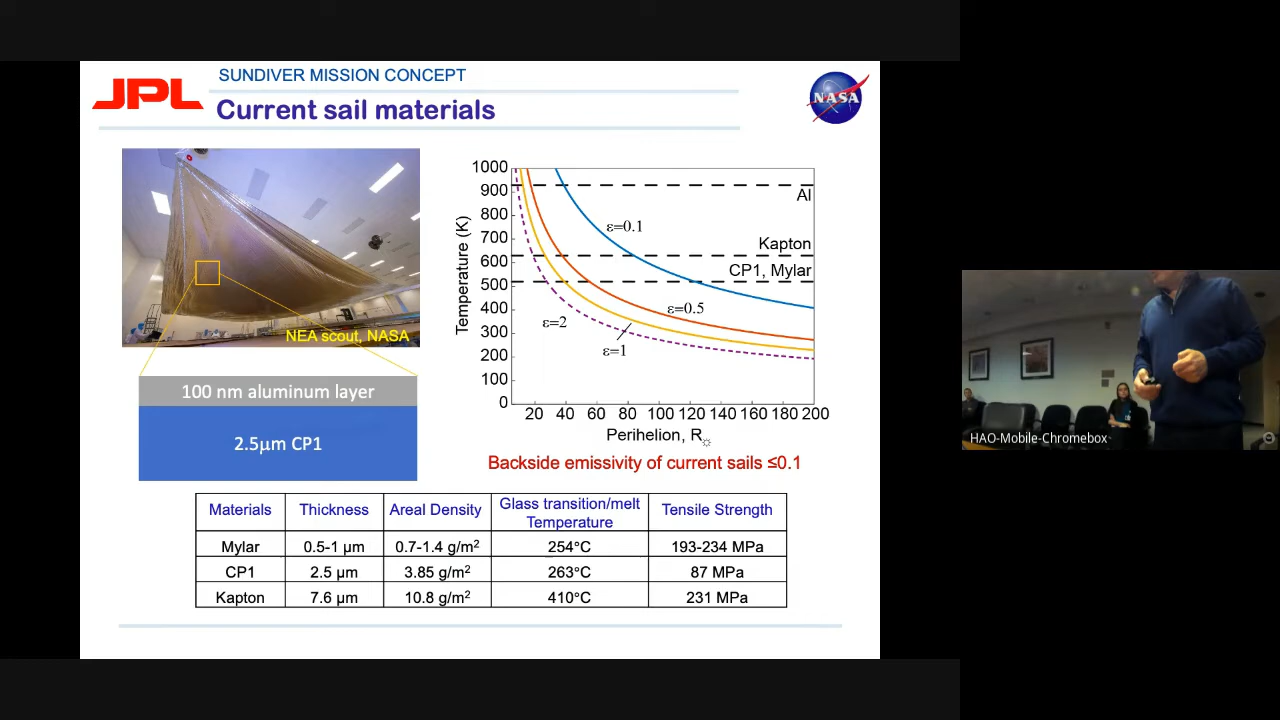 JPL
SUNDIVER MISSION CONCEPT
Current sail materials
NASA
NEA scout, NASA
100 nm aluminum layer
2.5μm CP1
Temperature (K)
1000
900
800
700
600
500
400
300
200
100
0
Al
Kapton
CP1, Mylar
ε=0.1
ε=0.5
ε=2
ε=1
20 40 60 80 100 120 140 160 180 200
Perihelion, R☼
Backside emissivity of current sails ≤0.1
Materials Thickness Areal Density Glass transition/melt Temperature Tensile Strength
Mylar 0.5-1 μm 0.7-1.4 g/m² 254°C 193-234 MPa
CP1 2.5 μm 3.85 g/m² 263°C 87 MPa
Kapton 7.6 μm 10.8 g/m² 410°C 231 MPa
HAO-Mobile-Chromebox